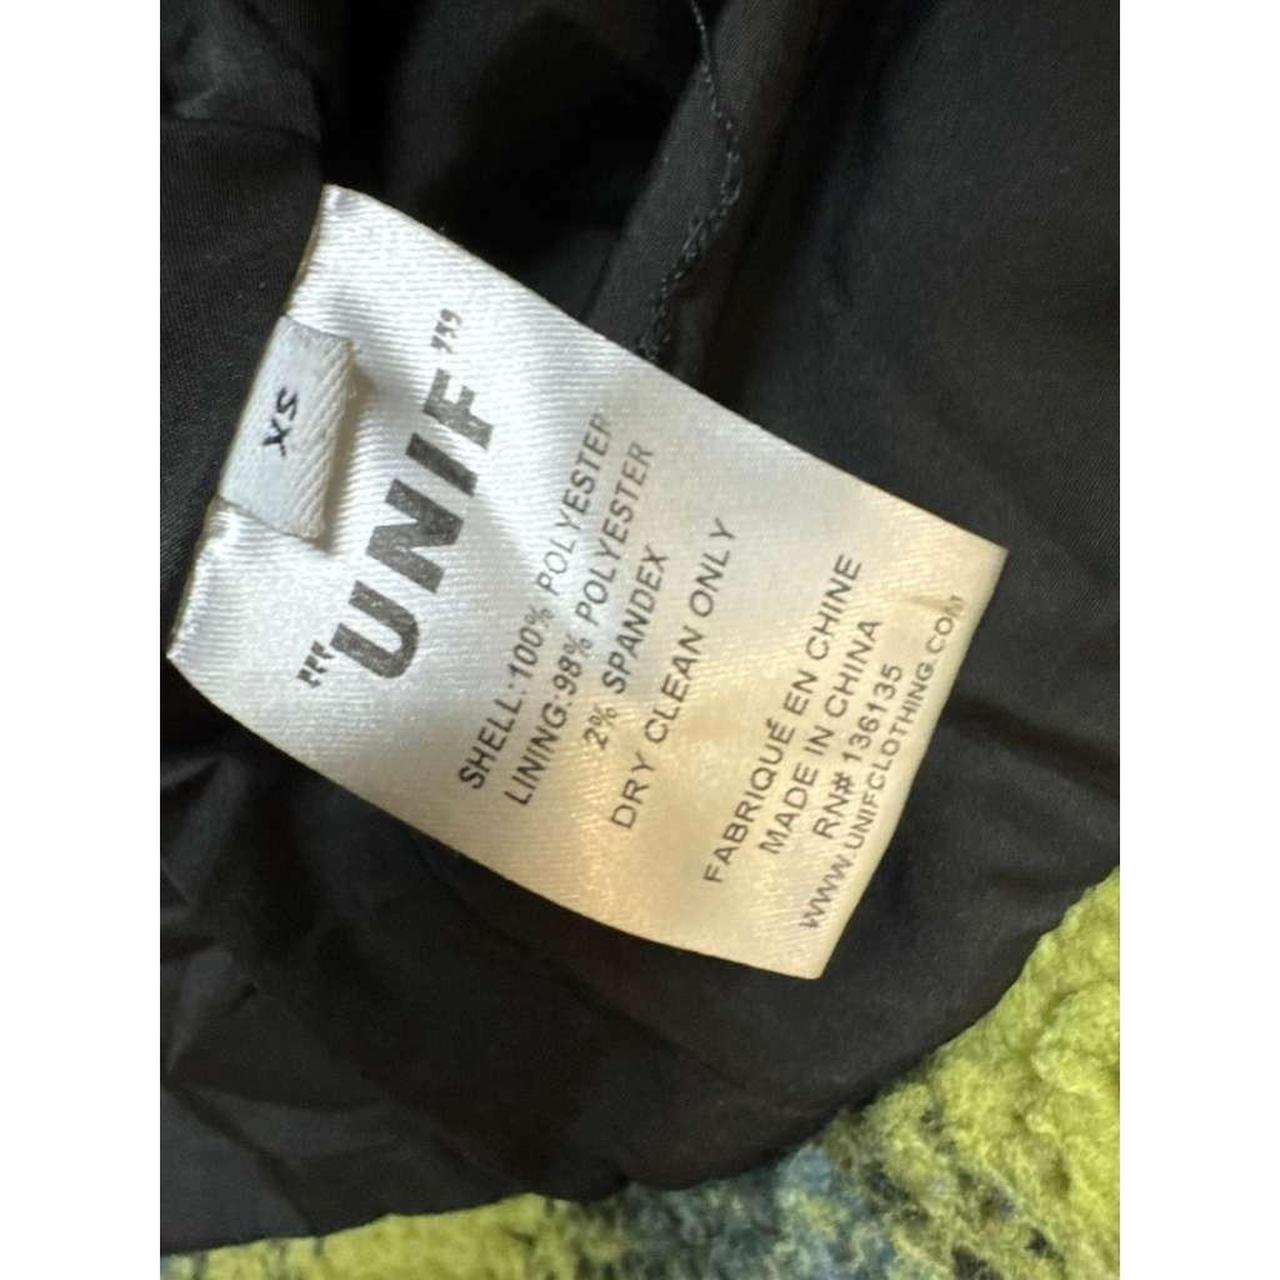 XS
"""UNIF"""
SHELL:100% POLYESTER
LINING:98% POLYESTER
2% SPANDEX
DRY CLEAN ONLY
FABRIQUÉ EN CHINE
MADE IN CHINA
RN# 136135
WWW.UNIFCLOTHING.COM